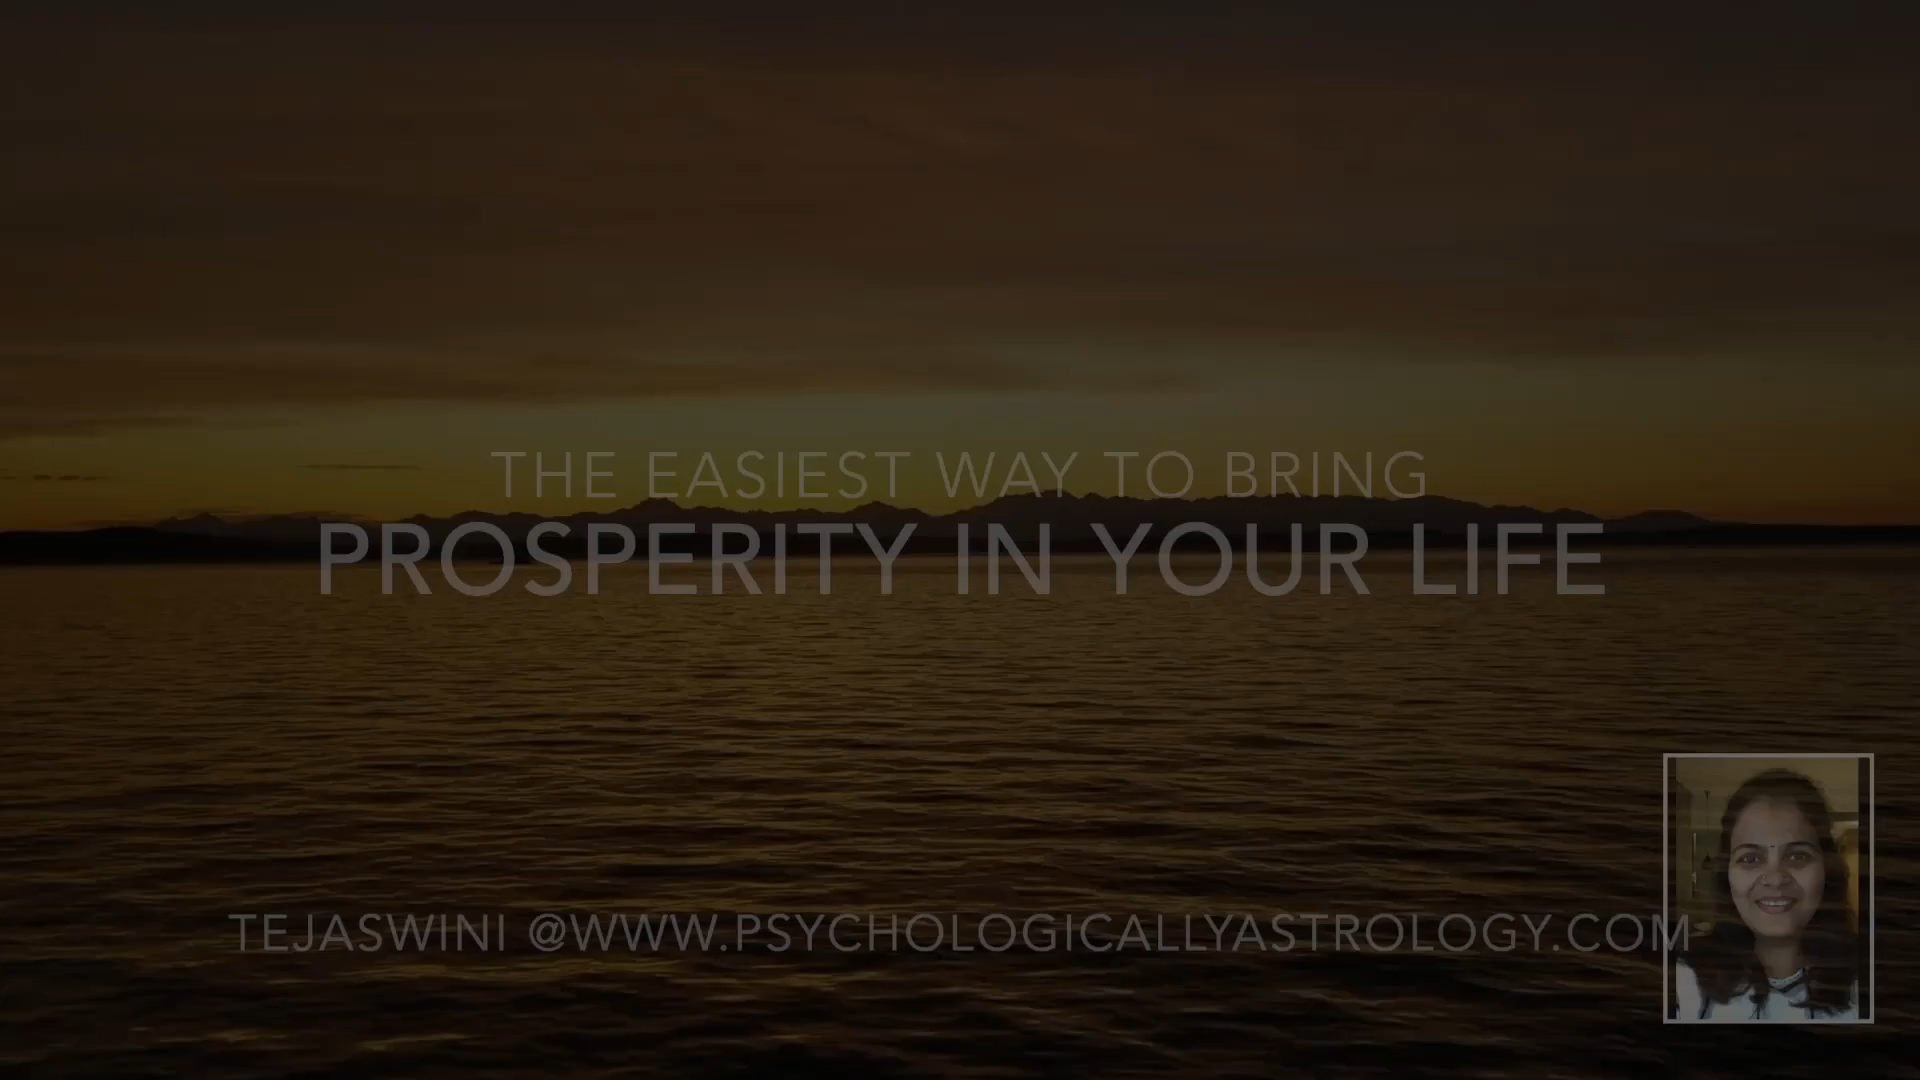 THE EASIEST WAY TO BRING
PROSPERITY IN YOUR LIFE
TEJASWINI @WWW.PSYCHOLOGICALLYASTROLOGY.COM